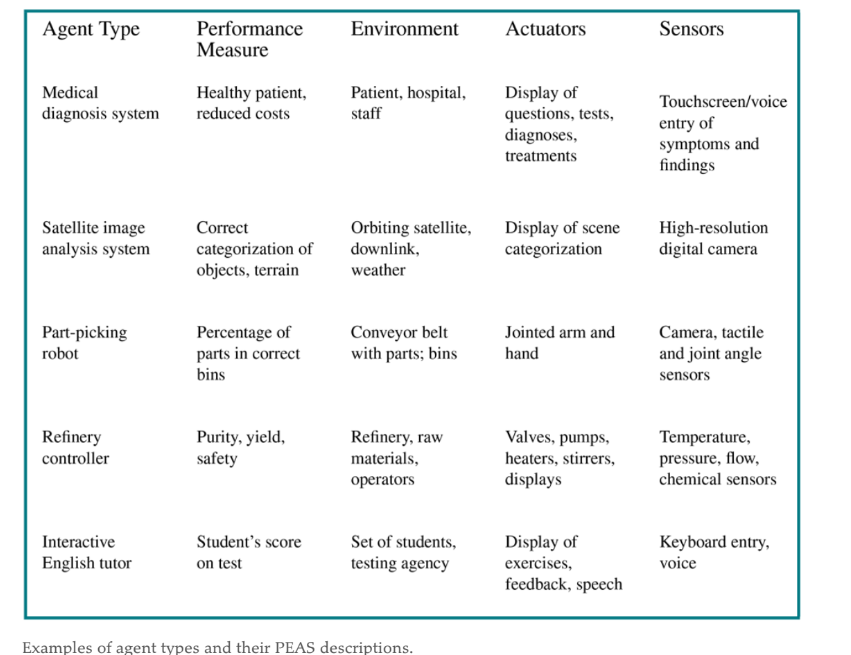 Agent Type
Performance
Measure
Environment
Actuators
Sensors
Medical
diagnosis system
Healthy patient,
reduced costs
Patient, hospital,
staff
Display of
questions, tests,
diagnoses,
treatments
Touchscreen/voice
entry of
symptoms and
findings
Satellite image
analysis system
Correct
categorization of
objects, terrain
Orbiting satellite,
downlink,
weather
Display of scene
categorization
High-resolution
digital camera
Part-picking
robot
Percentage of
parts in correct
bins
Conveyor belt
with parts; bins
Jointed arm and
hand
Camera, tactile
and joint angle
sensors
Refinery
controller
Purity, yield,
safety
Refinery, raw
materials,
operators
Valves, pumps,
heaters, stirrers,
displays
Temperature,
pressure, flow,
chemical sensors
Interactive
English tutor
Student’s score
on test
Set of students,
testing agency
Display of
exercises,
feedback, speech
Keyboard entry,
voice
Examples of agent types and their PEAS descriptions.